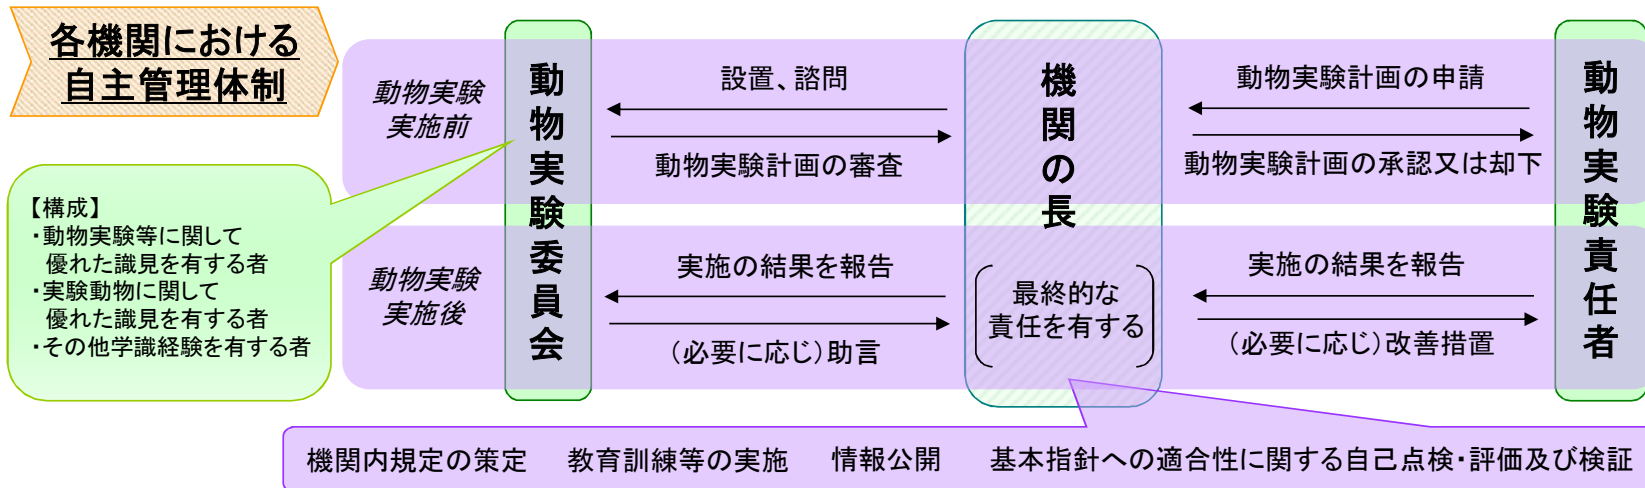 各機関における
自主管理体制
動物実験
実施前
動物実験委員会
設置、諮問
動物実験計画の審査
機関の長
動物実験計画の申請
動物実験計画の承認又は却下
動物実験責任者
【構成】
・動物実験等に関して
優れた識見を有する者
・実験動物に関して
優れた識見を有する者
・その他学識経験を有する者
動物実験
実施後
実施の結果を報告
(必要に応じ)助言
最終的な
責任を有する
実施の結果を報告
(必要に応じ)改善措置
機関内規定の策定 教育訓練等の実施 情報公開 基本指針への適合性に関する自己点検・評価及び検証